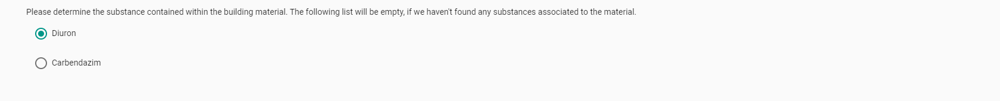 Please determine the substance contained within the building material. The following list will be empty, if we haven't found any substances associated to the material.
Diuron
Carbendazim